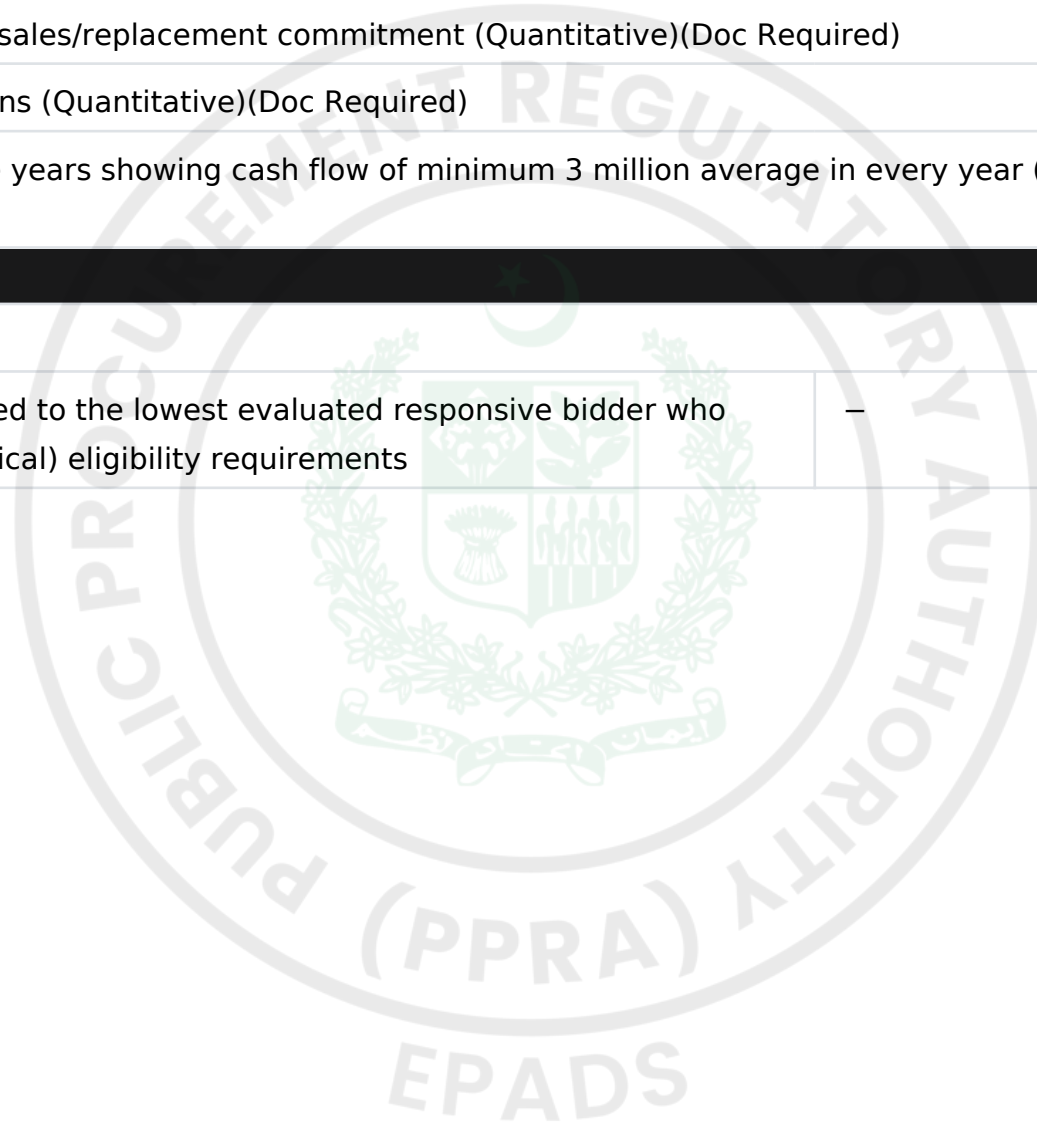 sales/replacement commitment (Quantitative)(Doc Required)
ns (Quantitative)(Doc Required)
years showing cash flow of minimum 3 million average in every year (
ed to the lowest evaluated responsive bidder who
–
ical) eligibility requirements
PUBLIC PROCUREMENT REGULATORY AUTHORITY
(PPRA)
EPADS